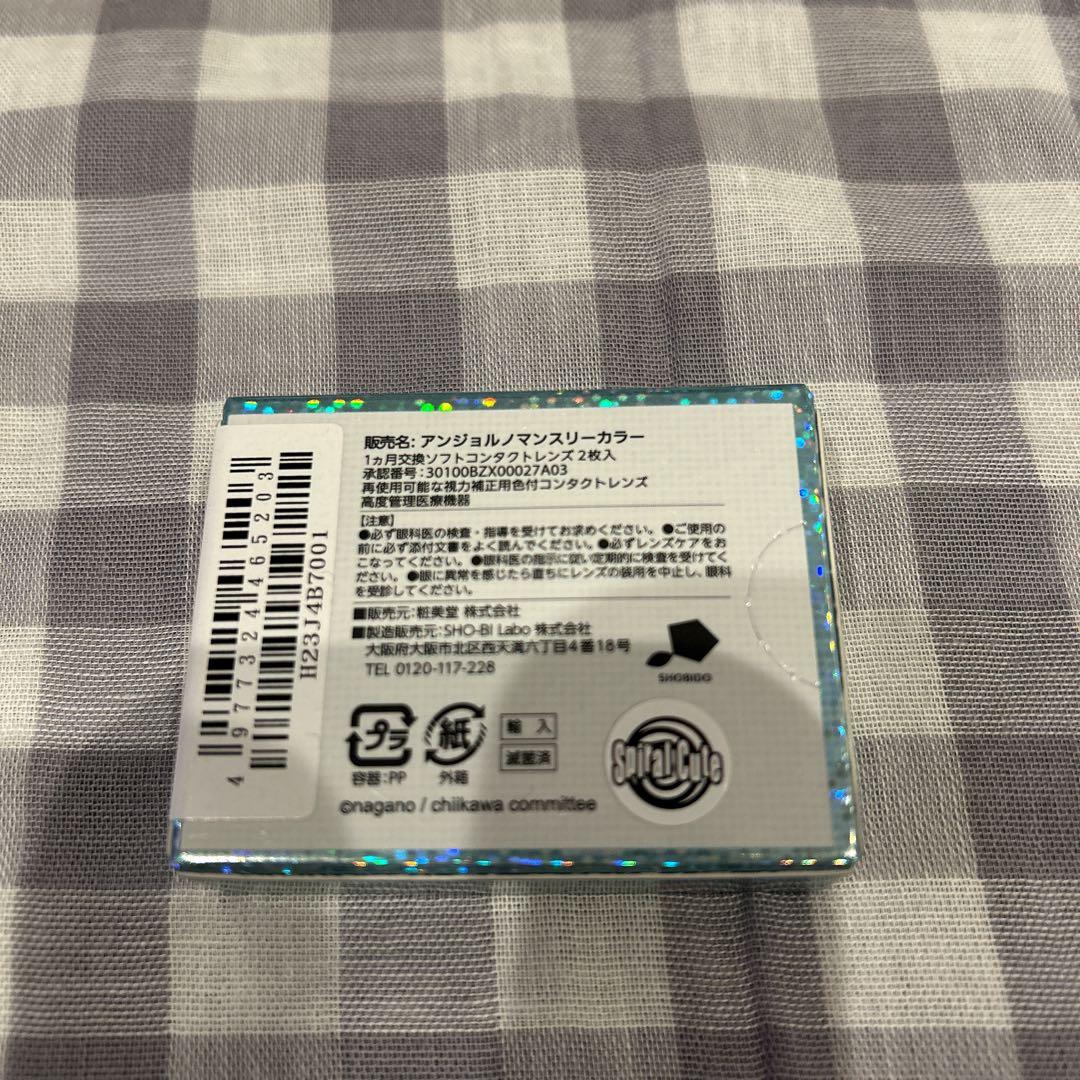 販売名: アンジョルノマンスリーカラー
1ヵ月交換ソフトコンタクトレンズ 2枚入
承認番号:30100BZX00027A03
再使用可能な視力補正用色付コンタクトレンズ
高度管理医療機器
【注意】
●必ず眼科医の検査・指導を受けてお求めください。●ご使用の
前に必ず添付文書をよく読んでください。●必ずレンズケアをお
こなってください。●眼科医の指示に従い定期的に検査を受けてく
ださい。●眼に異常を感じたら直ちにレンズの装用を中止し、眼科
を受診してください。
■販売元:粧美堂 株式会社
■製造販売元:SHO-BI Labo 株式会社
大阪府大阪市北区西天満六丁目4番18号
TEL 0120-117-228
SHOBIDO
プラ
容器:PP
紙
外箱
輸入
滅菌済
Spiral Cute
©nagano / chiikawa committee
497324465203
H23J4B7001